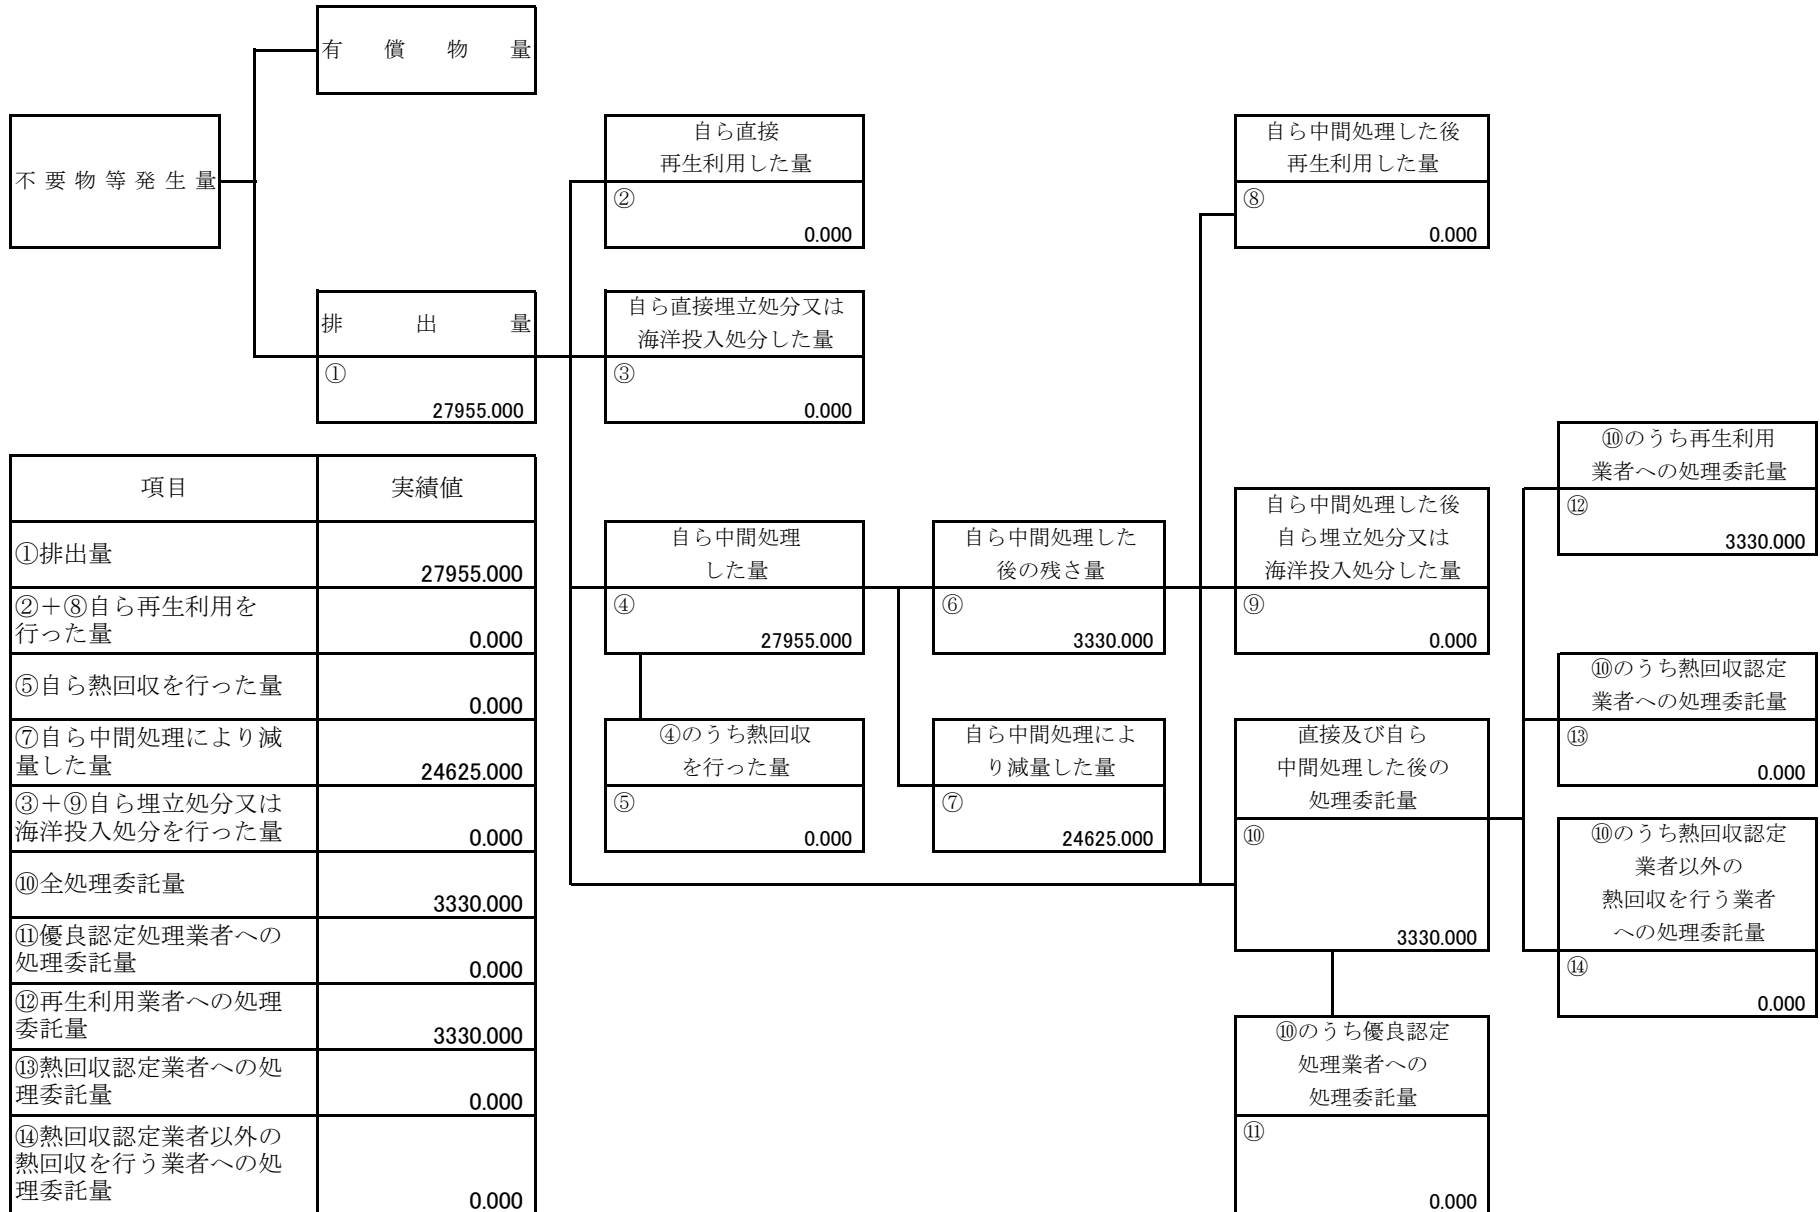 有償物量
不要物等発生量
自ら直接
再生利用した量
②
0.000
自ら中間処理した後
再生利用した量
⑧
0.000
排出量
①
27955.000
自ら直接埋立処分又は
海洋投入処分した量
③
0.000
項目 実績値
①排出量
27955.000
②＋⑧自ら再生利用を
行った量
0.000
⑤自ら熱回収を行った量
0.000
⑦自ら中間処理により減
量した量
24625.000
③＋⑨自ら埋立処分又は
海洋投入処分を行った量
0.000
⑩全処理委託量
3330.000
⑪優良認定処理業者への
処理委託量
0.000
⑫再生利用業者への処理
委託量
3330.000
⑬熱回収認定業者への処
理委託量
0.000
⑭熱回収認定業者以外の
熱回収を行う業者への処
理委託量
0.000
自ら中間処理
した量
④
27955.000
④のうち熱回収
を行った量
⑤
0.000
自ら中間処理した
後の残さ量
⑥
3330.000
自ら中間処理によ
り減量した量
⑦
24625.000
自ら中間処理した後
自ら埋立処分又は
海洋投入処分した量
⑨
0.000
直接及び自ら
中間処理した後の
処理委託量
⑩
3330.000
⑩のうち優良認定
処理業者への
処理委託量
⑪
0.000
⑩のうち再生利用
業者への処理委託量
⑫
3330.000
⑩のうち熱回収認定
業者への処理委託量
⑬
0.000
⑩のうち熱回収認定
業者以外の
熱回収を行う業者
への処理委託量
⑭
0.000